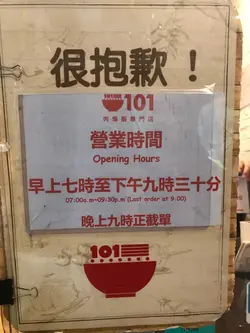 很抱歉！
101
肉燥飯專門店
營業時間
Opening Hours
早上七時至下午九時三十分
07:00a.m-09:30p.m (Last order at 9:00)
晚上九時正截單
101